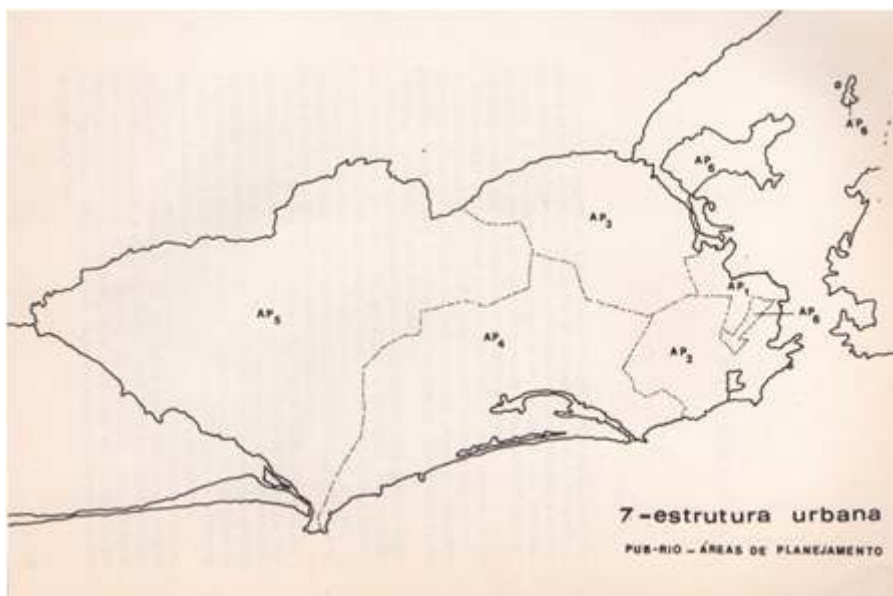 AP6
AP6
AP3
AP1
AP5
AP6
AP4
AP2
7-estrutura urbana
PUB-RIO - ÁREAS DE PLANEJAMENTO